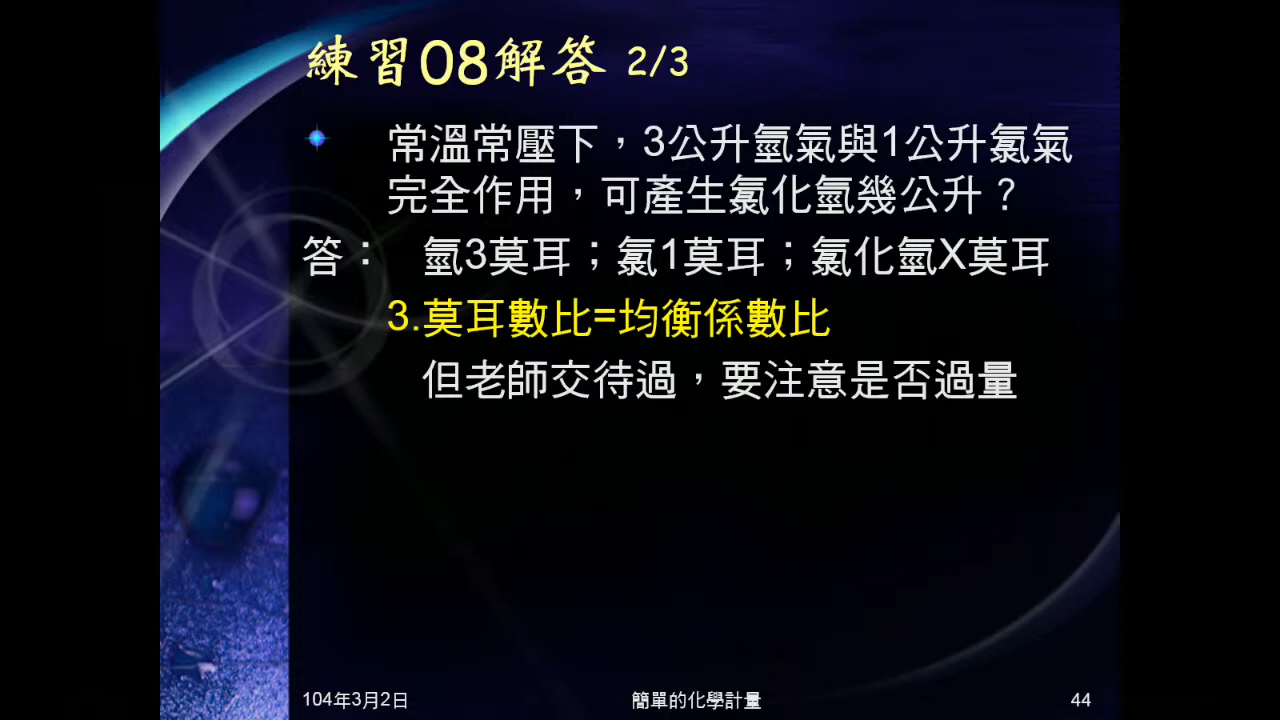 練習08解答 2/3
常溫常壓下，3公升氫氣與1公升氯氣
完全作用，可產生氯化氫幾公升？
答： 氫3莫耳；氯1莫耳；氯化氫X莫耳
3.莫耳數比=均衡係數比
但老師交待過，要注意是否過量
104年3月2日 簡單的化學計量 44